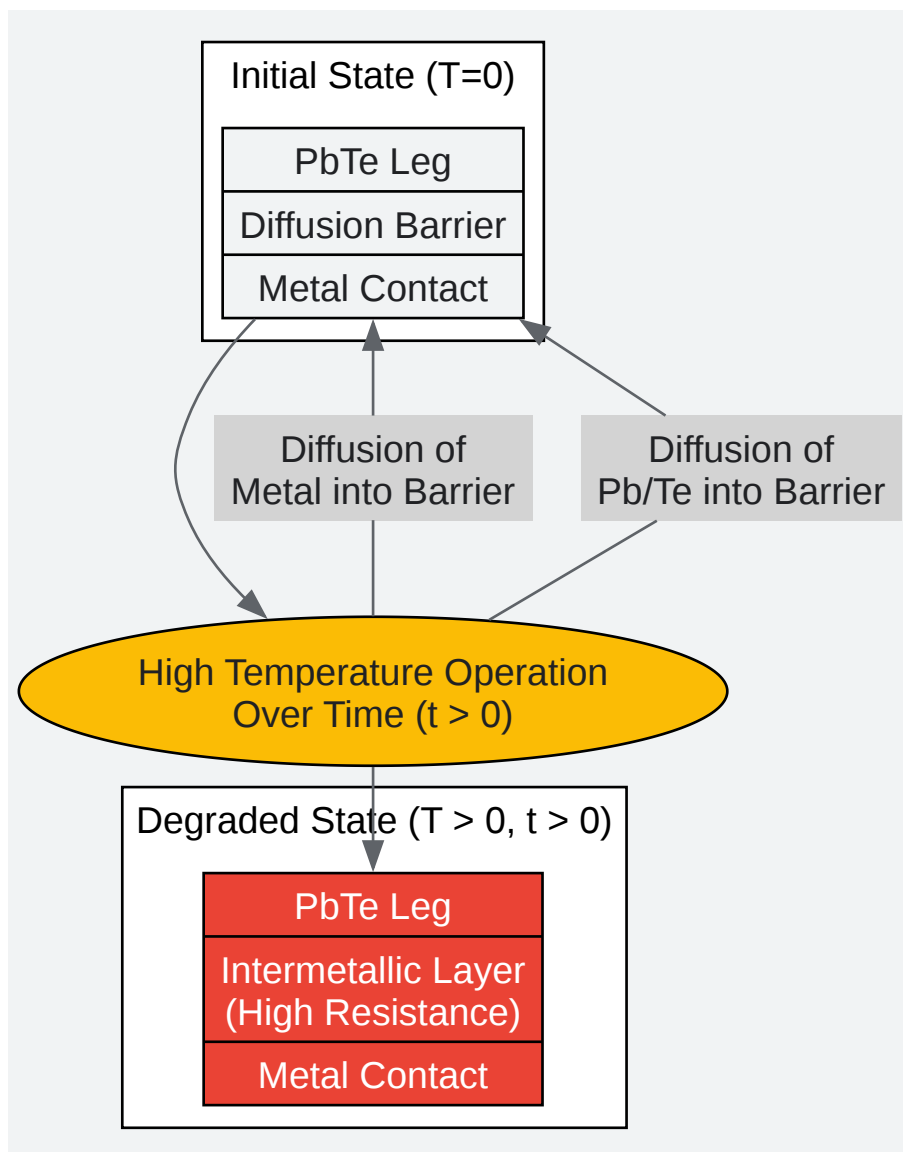 Initial State (T=0)
PbTe Leg
Diffusion Barrier
Metal Contact
Diffusion of
Metal into Barrier
Diffusion of
Pb/Te into Barrier
High Temperature Operation
Over Time (t > 0)
Degraded State (T > 0, t > 0)
PbTe Leg
Intermetallic Layer
(High Resistance)
Metal Contact